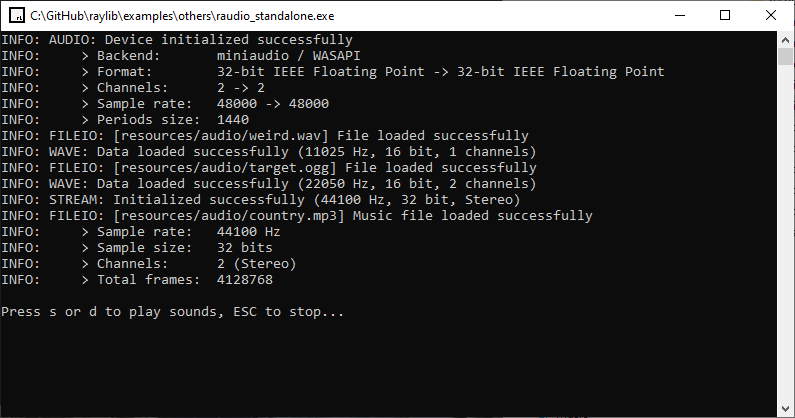 C:\GitHub\raylib\examples\others\raudio_standalone.exe
INFO: AUDIO: Device initialized successfully
INFO:     > Backend:       miniaudio / WASAPI
INFO:     > Format:        32-bit IEEE Floating Point -> 32-bit IEEE Floating Point
INFO:     > Channels:      2 -> 2
INFO:     > Sample rate:   48000 -> 48000
INFO:     > Periods size:  1440
INFO: FILEIO: [resources/audio/weird.wav] File loaded successfully
INFO: WAVE: Data loaded successfully (11025 Hz, 16 bit, 1 channels)
INFO: FILEIO: [resources/audio/target.ogg] File loaded successfully
INFO: WAVE: Data loaded successfully (22050 Hz, 16 bit, 2 channels)
INFO: STREAM: Initialized successfully (44100 Hz, 32 bit, Stereo)
INFO: FILEIO: [resources/audio/country.mp3] Music file loaded successfully
INFO:     > Sample rate:   44100 Hz
INFO:     > Sample size:   32 bits
INFO:     > Channels:      2 (Stereo)
INFO:     > Total frames:  4128768
Press s or d to play sounds, ESC to stop...